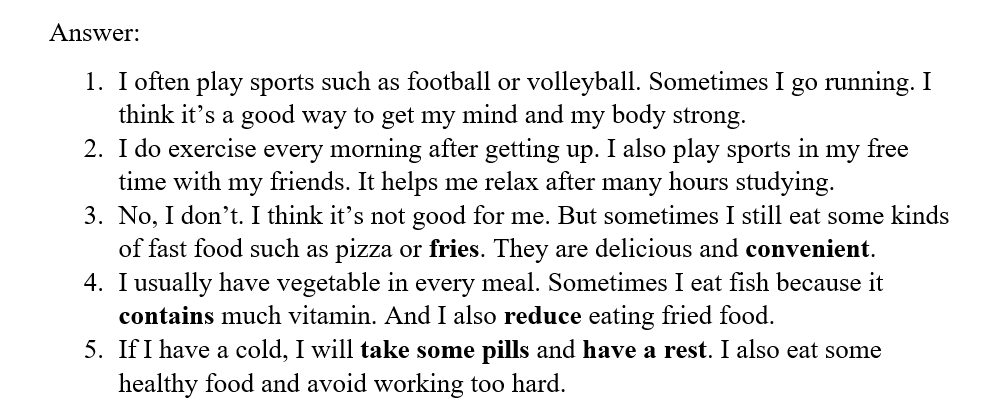 Answer:
1. I often play sports such as football or volleyball. Sometimes I go running. I
think it’s a good way to get my mind and my body strong.
2. I do exercise every morning after getting up. I also play sports in my free
time with my friends. It helps me relax after many hours studying.
3. No, I don’t. I think it’s not good for me. But sometimes I still eat some kinds
of fast food such as pizza or fries. They are delicious and convenient.
4. I usually have vegetable in every meal. Sometimes I eat fish because it
contains much vitamin. And I also reduce eating fried food.
5. If I have a cold, I will take some pills and have a rest. I also eat some
healthy food and avoid working too hard.